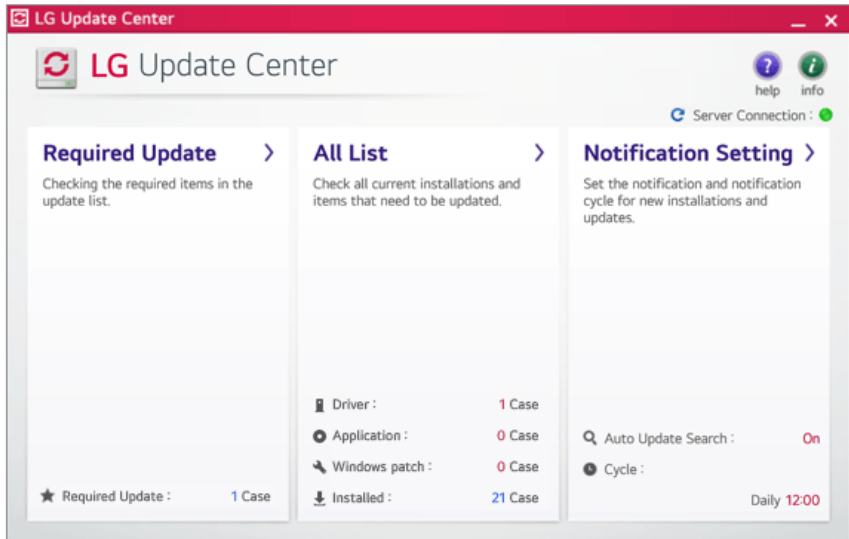 LG Update Center
LG Update Center
help
info
Server Connection :
Required Update
Checking the required items in the
update list.
Required Update : 1 Case
All List
Check all current installations and
items that need to be updated.
Driver : 1 Case
Application : 0 Case
Windows patch : 0 Case
Installed : 21 Case
Notification Setting
Set the notification and notification
cycle for new installations and
updates.
Auto Update Search : On
Cycle :
Daily 12:00